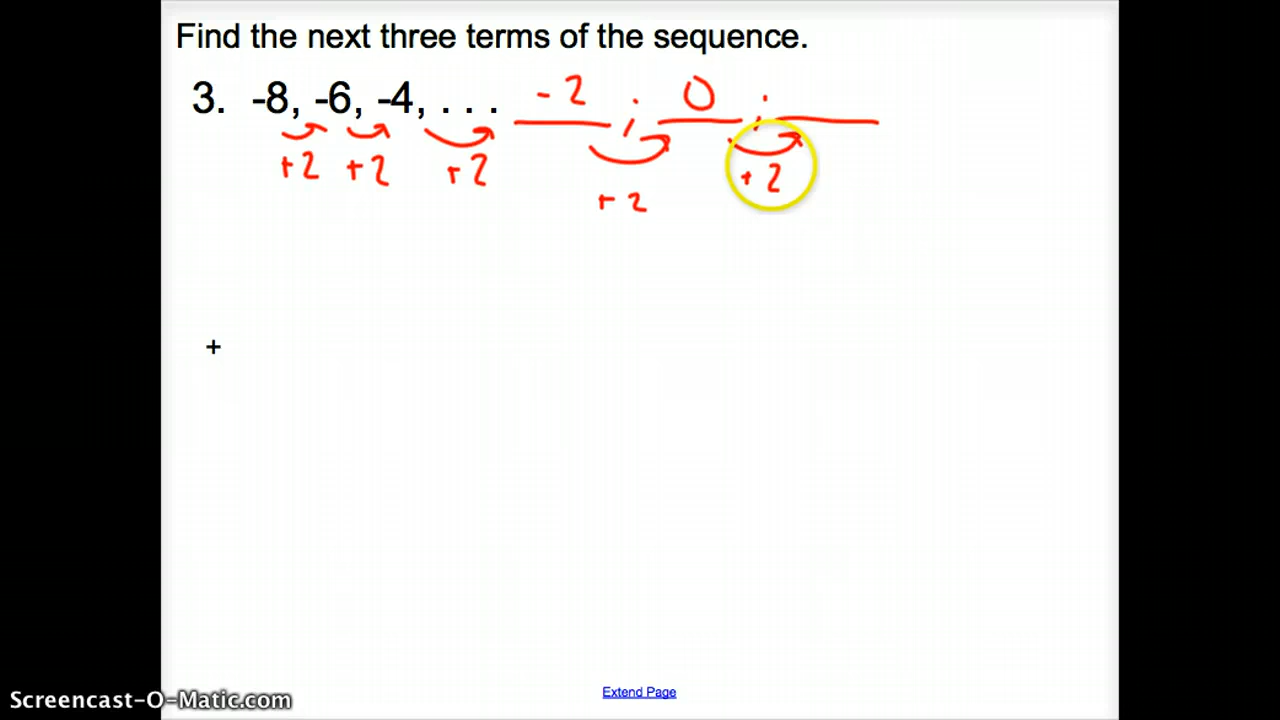 Find the next three terms of the sequence.
3. -8, -6, -4, . . . -2 ; 0 ;
+2 +2 +2 +2 +2
+
Extend Page
Screencast-O-Matic.com